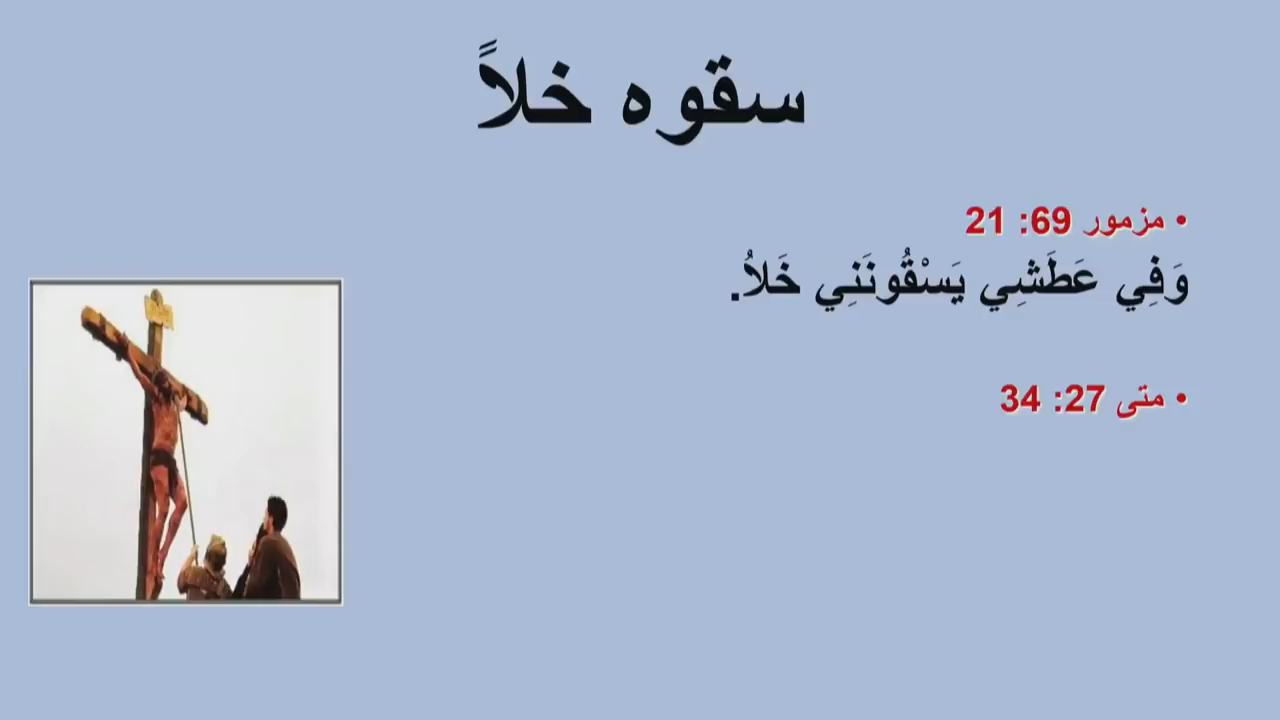 سقوه خلاً
• مزمور 69: 21
وَفِي عَطَشِي يَسْقُونَنِي خَلاُ.
• متى 27: 34